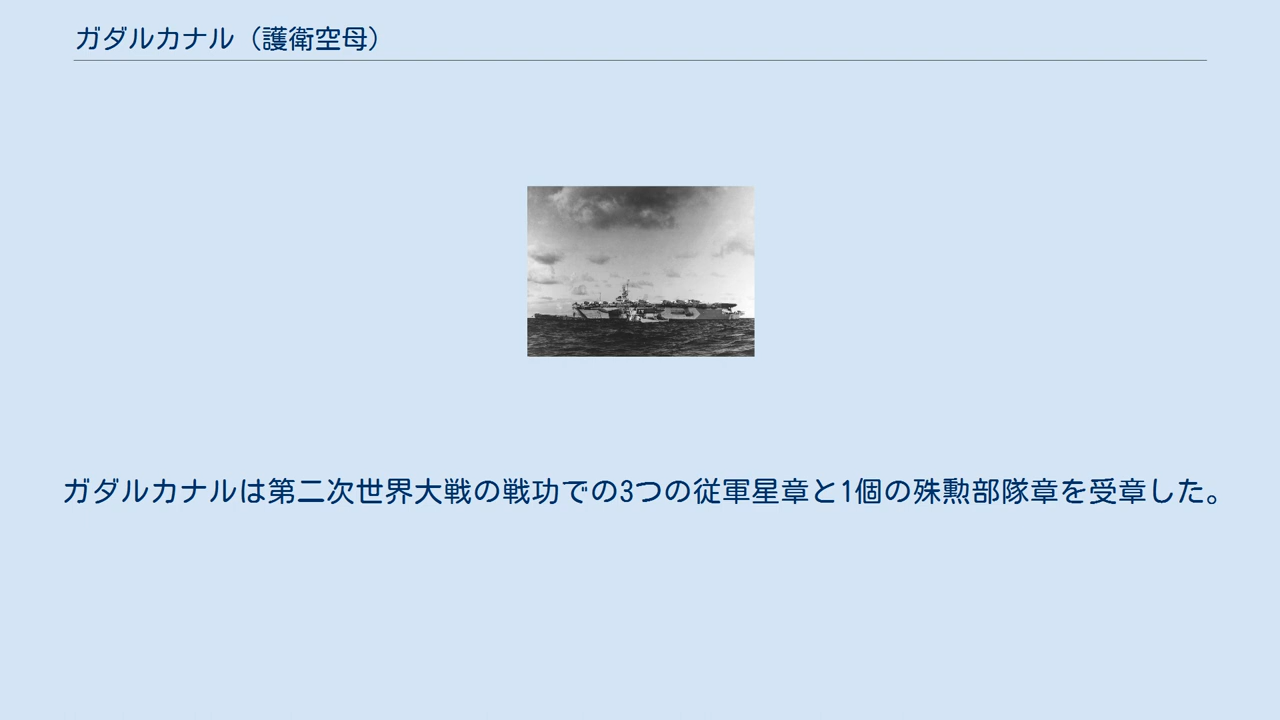 ガダルカナル（護衛空母）
ガダルカナルは第二次世界大戦の戦功での3つの従軍星章と1個の殊勲部隊章を受章した。